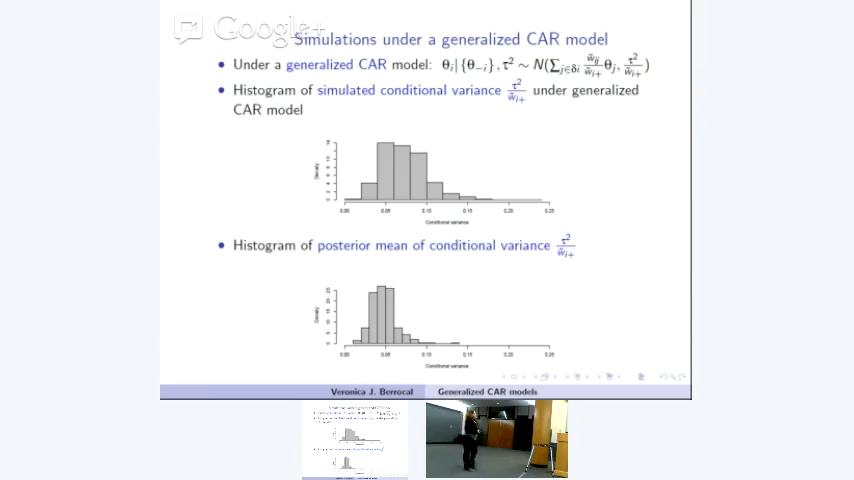 Google+
Simulations under a generalized CAR model
• Under a generalized CAR model: θᵢ|{θ₋ᵢ}, τ² ∼ N(∑_{j∈δi} w̃ᵢⱼ/w̃ᵢ₊ θⱼ, τ²/w̃ᵢ₊)
• Histogram of simulated conditional variance τ²/w̃ᵢ₊ under generalized
CAR model
Density
0.00 0.05 0.10 0.15 0.20 0.25
Conditional variance
• Histogram of posterior mean of conditional variance τ²/w̃ᵢ₊
Density
0.00 0.05 0.10 0.15 0.20 0.25
Conditional variance
Veronica J. Berrocal Generalized CAR models